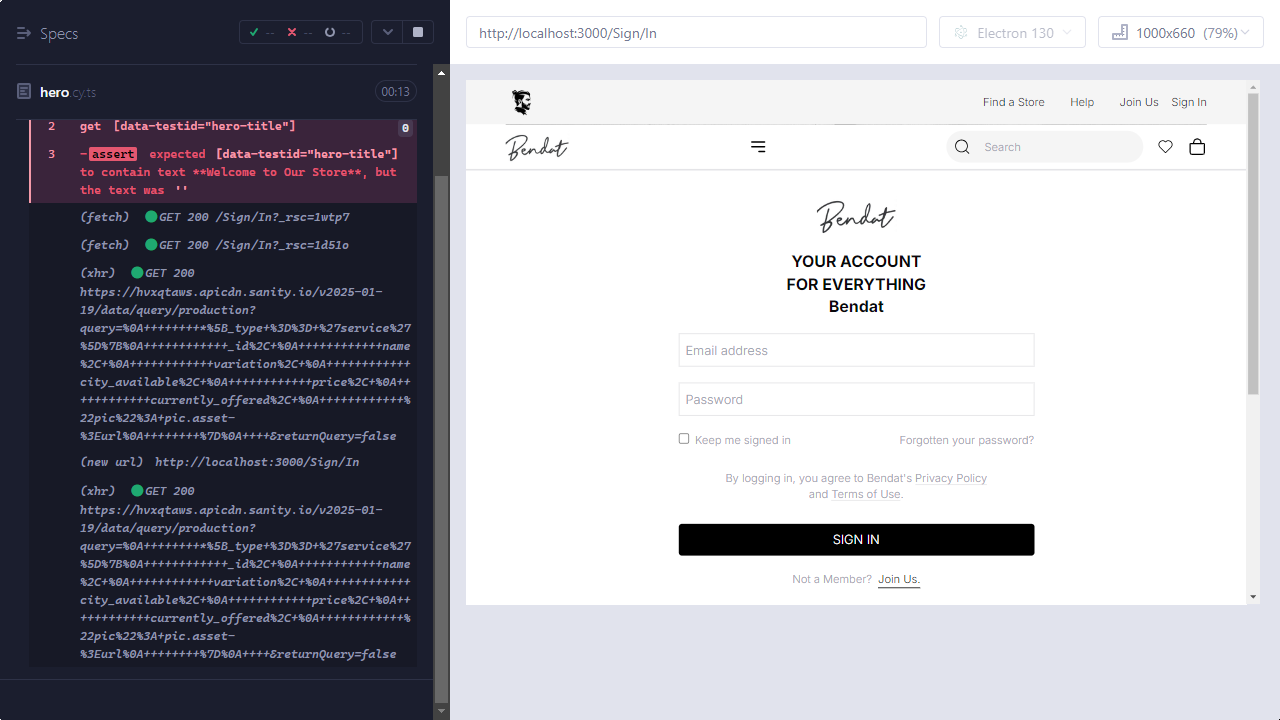 Specs
-- -- --
hero.cy.ts
00:13
2 get [data-testid="hero-title"] 0
3 -assert expected [data-testid="hero-title"]
to contain text **Welcome to Our Store**, but
the text was ''
(fetch) GET 200 /Sign/In?_rsc=1wtp7
(fetch) GET 200 /Sign/In?_rsc=1d51o
(xhr) GET 200
https://hvxqtaws.apicdn.sanity.io/v2025-01-
19/data/query/production?
query=%0A++++++++*%5B_type+%3D%3D+%27service%27
%5D%7B%0A++++++++++++_id%2C+%0A++++++++++++name
%2C+%0A++++++++++++variation%2C+%0A++++++++++++
city_available%2C+%0A++++++++++++price%2C+%0A++
++++++++++currently_offered%2C+%0A++++++++++++%
22pic%22%3A+pic.asset-
%3Eurl%0A++++++++%7D%0A++++&returnQuery=false
(new url) http://localhost:3000/Sign/In
(xhr) GET 200
https://hvxqtaws.apicdn.sanity.io/v2025-01-
19/data/query/production?
query=%0A++++++++*%5B_type+%3D%3D+%27service%27
%5D%7B%0A++++++++++++_id%2C+%0A++++++++++++name
%2C+%0A++++++++++++variation%2C+%0A++++++++++++
city_available%2C+%0A++++++++++++price%2C+%0A++
++++++++++currently_offered%2C+%0A++++++++++++%
22pic%22%3A+pic.asset-
%3Eurl%0A++++++++%7D%0A++++&returnQuery=false
http://localhost:3000/Sign/In
Electron 130
1000x660 (79%)
Find a Store Help Join Us Sign In
Bendat
Search
Bendat
YOUR ACCOUNT
FOR EVERYTHING
Bendat
Email address
Password
Keep me signed in
Forgotten your password?
By logging in, you agree to Bendat's Privacy Policy
and Terms of Use.
SIGN IN
Not a Member? Join Us.